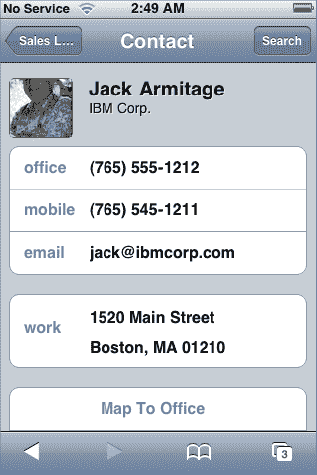 No Service 2:49 AM
Sales L... Contact Search
Jack Armitage
IBM Corp.
office (765) 555-1212
mobile (765) 545-1211
email jack@ibmcorp.com
work 1520 Main Street
Boston, MA 01210
Map To Office
3